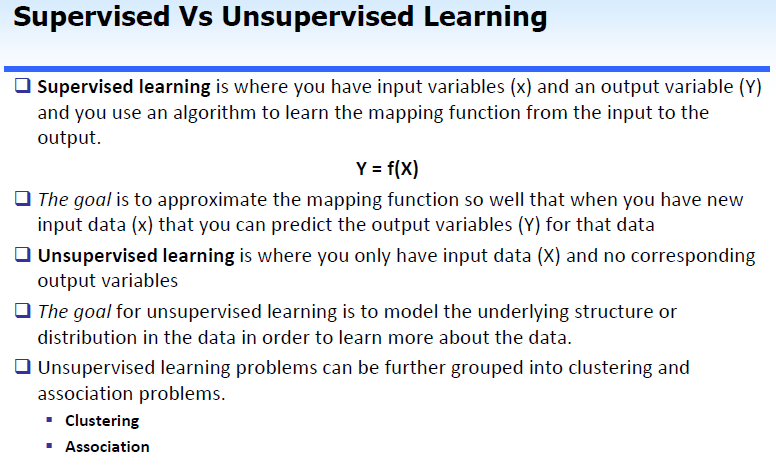 Supervised Vs Unsupervised Learning
Supervised learning is where you have input variables (x) and an output variable (Y)
and you use an algorithm to learn the mapping function from the input to the
output.
Y = f(X)
The goal is to approximate the mapping function so well that when you have new
input data (x) that you can predict the output variables (Y) for that data
Unsupervised learning is where you only have input data (X) and no corresponding
output variables
The goal for unsupervised learning is to model the underlying structure or
distribution in the data in order to learn more about the data.
Unsupervised learning problems can be further grouped into clustering and
association problems.
Clustering
Association